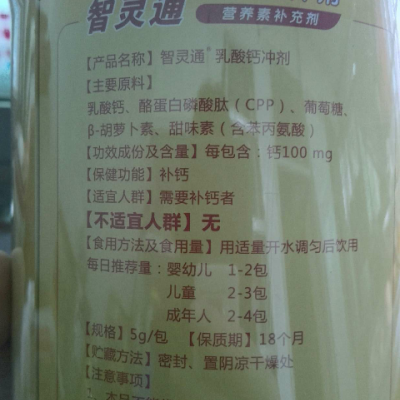 智灵通
营养素补充剂
【产品名称】智灵通®乳酸钙冲剂
【主要原料】
乳酸钙、酪蛋白磷酸肽（CPP）、葡萄糖、
β-胡萝卜素、甜味素（含苯丙氨酸）
【功效成份及含量】每包含：钙100 mg
【保健功能】补钙
【适宜人群】需要补钙者
【不适宜人群】无
【食用方法及食用量】用适量开水调匀后饮用
每日推荐量：婴幼儿 1-2包
儿童 2-3包
成年人 2-4包
【规格】5g/包 【保质期】18个月
【贮藏方法】密封、置阴凉干燥处
【注意事项】